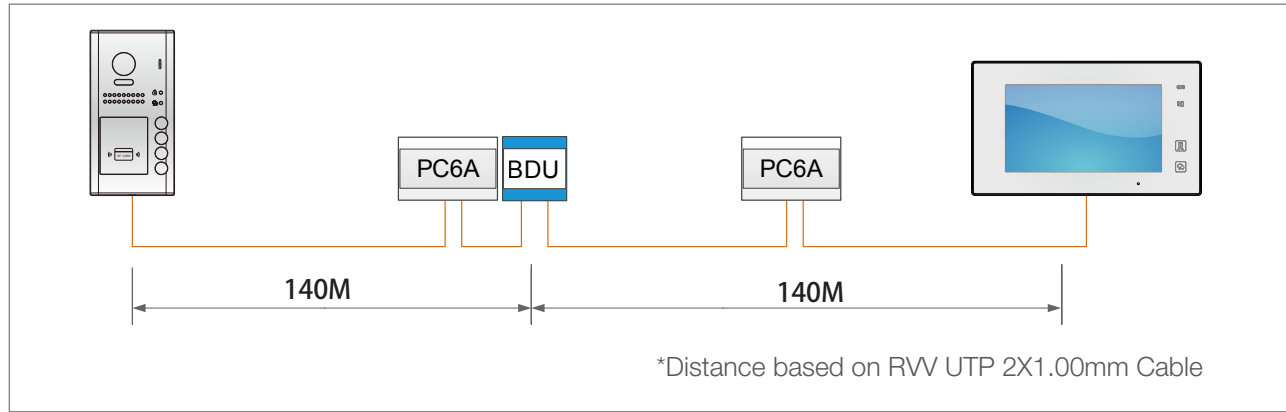 PC6A
BDU
PC6A
140M
140M
*Distance based on RVV UTP 2X1.00mm Cable